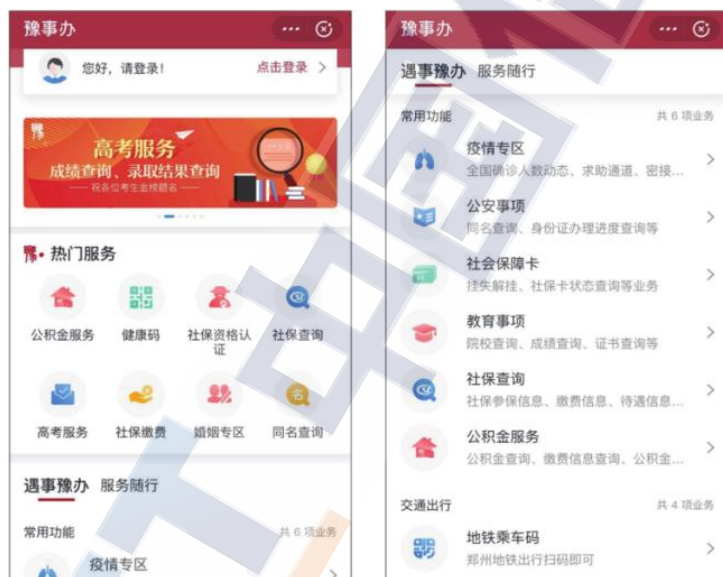 豫事办
您好，请登录!
点击登录
豫
高考服务
成绩查询、录取结果查询
祝各位考生金榜题名
豫·热门服务
公积金服务
健康码
社保资格认
证
社保查询
高考服务
社保缴费
婚姻专区
同名查询
遇事豫办 服务随行
常用功能
共 6 项业务
疫情专区
豫事办
遇事豫办 服务随行
常用功能
共 6 项业务
疫情专区
全国确诊人数动态、求助通道、密接...
公安事项
同名查询、身份证办理进度查询等
社会保障卡
挂失解挂、社保卡状态查询等业务
教育事项
院校查询、成绩查询、证书查询等
社保查询
社保参保信息、缴费信息、待遇信息...
公积金服务
公积金查询、缴费信息查询、公积金...
交通出行
共 4 项业务
地铁乘车码
郑州地铁出行扫码即可